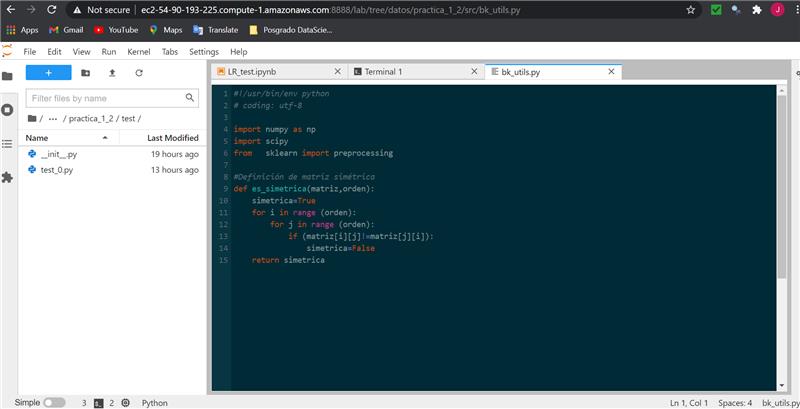 Not secure | ec2-54-90-193-225.compute-1.amazonaws.com:8888/lab/tree/datos/practica_1_2/src/bk_utils.py
J
Apps Gmail YouTube Maps Translate Posgrado DataScie...
File Edit View Run Kernel Tabs Settings Help
+
LR_test.ipynb × Terminal 1 × bk_utils.py ×
Filter files by name
/ ··· / practica_1_2 / test /
Name Last Modified
__init__.py 19 hours ago
test_0.py 13 hours ago
1 #!/usr/bin/env python
2 # coding: utf-8
3
4 import numpy as np
5 import scipy
6 from   sklearn import preprocessing
7
8 #Definición de matriz simétrica
9 def es_simetrica(matriz,orden):
10     simetrica=True
11     for i in range (orden):
12         for j in range (orden):
13             if (matriz[i][j]!=matriz[j][i]):
14                 simetrica=False
15     return simetrica
Simple 3 2 Python Ln 1, Col 1 Spaces: 4 bk_utils.py